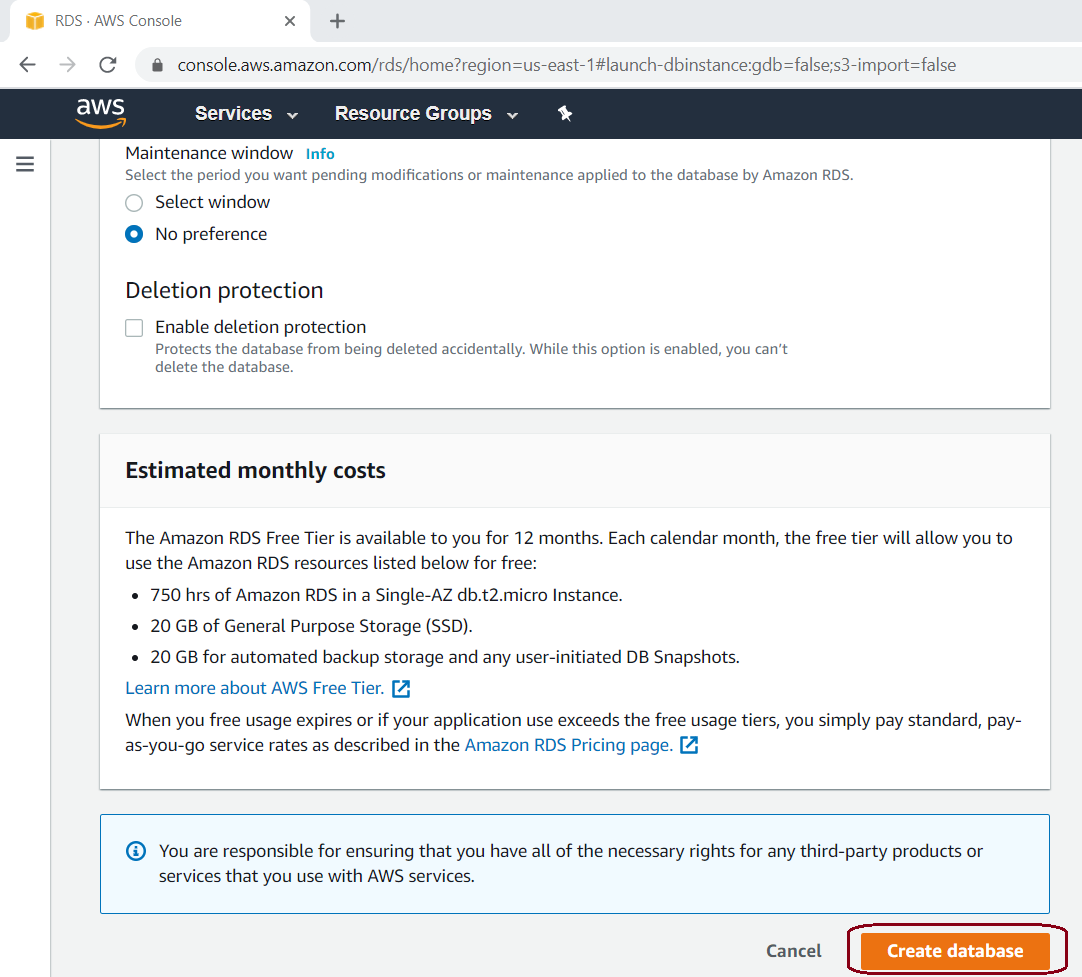 RDS · AWS Console
console.aws.amazon.com/rds/home?region=us-east-1#launch-dbinstance:gdb=false;s3-import=false
aws Services Resource Groups
Maintenance window Info
Select the period you want pending modifications or maintenance applied to the database by Amazon RDS.
Select window
No preference
Deletion protection
Enable deletion protection
Protects the database from being deleted accidentally. While this option is enabled, you can’t
delete the database.
Estimated monthly costs
The Amazon RDS Free Tier is available to you for 12 months. Each calendar month, the free tier will allow you to
use the Amazon RDS resources listed below for free:
• 750 hrs of Amazon RDS in a Single-AZ db.t2.micro Instance.
• 20 GB of General Purpose Storage (SSD).
• 20 GB for automated backup storage and any user-initiated DB Snapshots.
Learn more about AWS Free Tier.
When you free usage expires or if your application use exceeds the free usage tiers, you simply pay standard, pay-
as-you-go service rates as described in the Amazon RDS Pricing page.
You are responsible for ensuring that you have all of the necessary rights for any third-party products or
services that you use with AWS services.
Cancel Create database